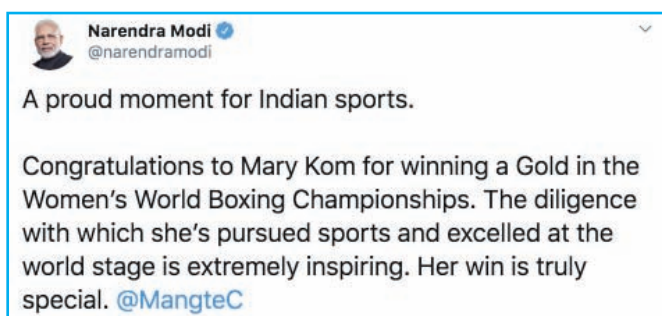 Narendra Modi
@narendramodi
A proud moment for Indian sports.
Congratulations to Mary Kom for winning a Gold in the
Women's World Boxing Championships. The diligence
with which she's pursued sports and excelled at the
world stage is extremely inspiring. Her win is truly
special. @MangteC